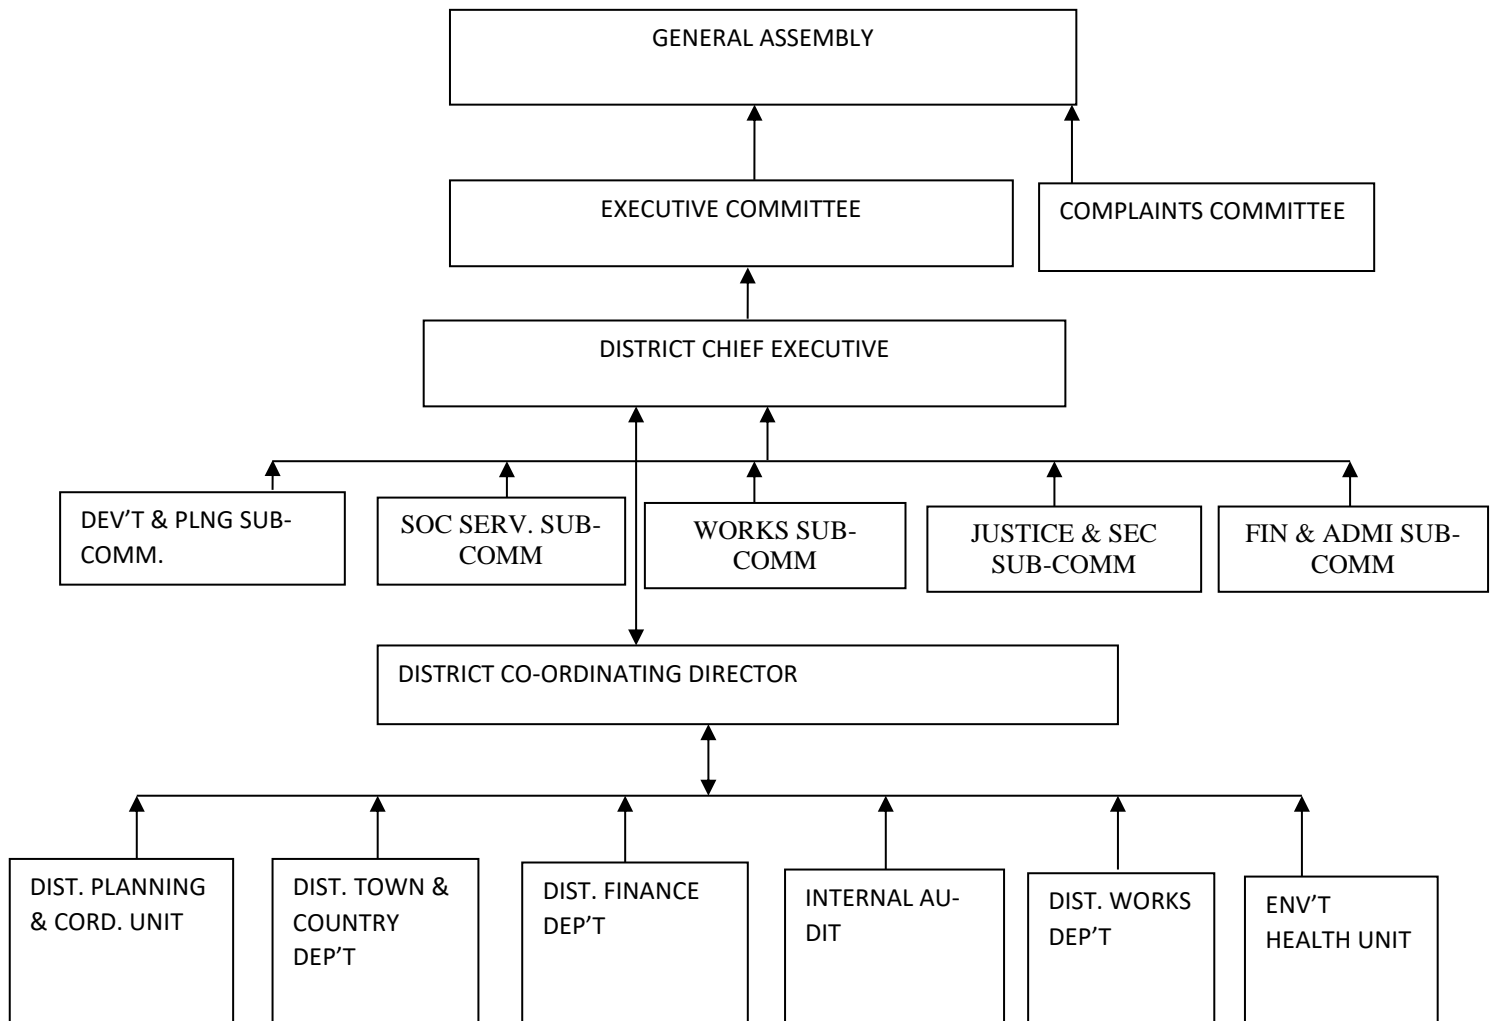 GENERAL ASSEMBLY
EXECUTIVE COMMITTEE
COMPLAINTS COMMITTEE
DISTRICT CHIEF EXECUTIVE
DEV’T & PLNG SUB-
COMM.
SOC SERV. SUB-
COMM
WORKS SUB-
COMM
JUSTICE & SEC
SUB-COMM
FIN & ADMI SUB-
COMM
DISTRICT CO-ORDINATING DIRECTOR
DIST. PLANNING
& CORD. UNIT
DIST. TOWN &
COUNTRY
DEP’T
DIST. FINANCE
DEP’T
INTERNAL AU-
DIT
DIST. WORKS
DEP’T
ENV’T
HEALTH UNIT